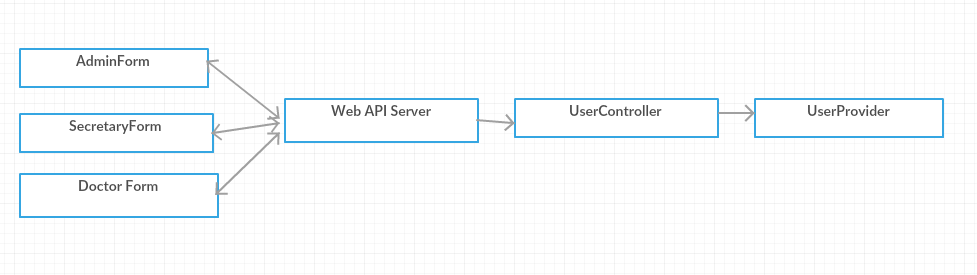 AdminForm
SecretaryForm
Doctor Form
Web API Server
UserController
UserProvider